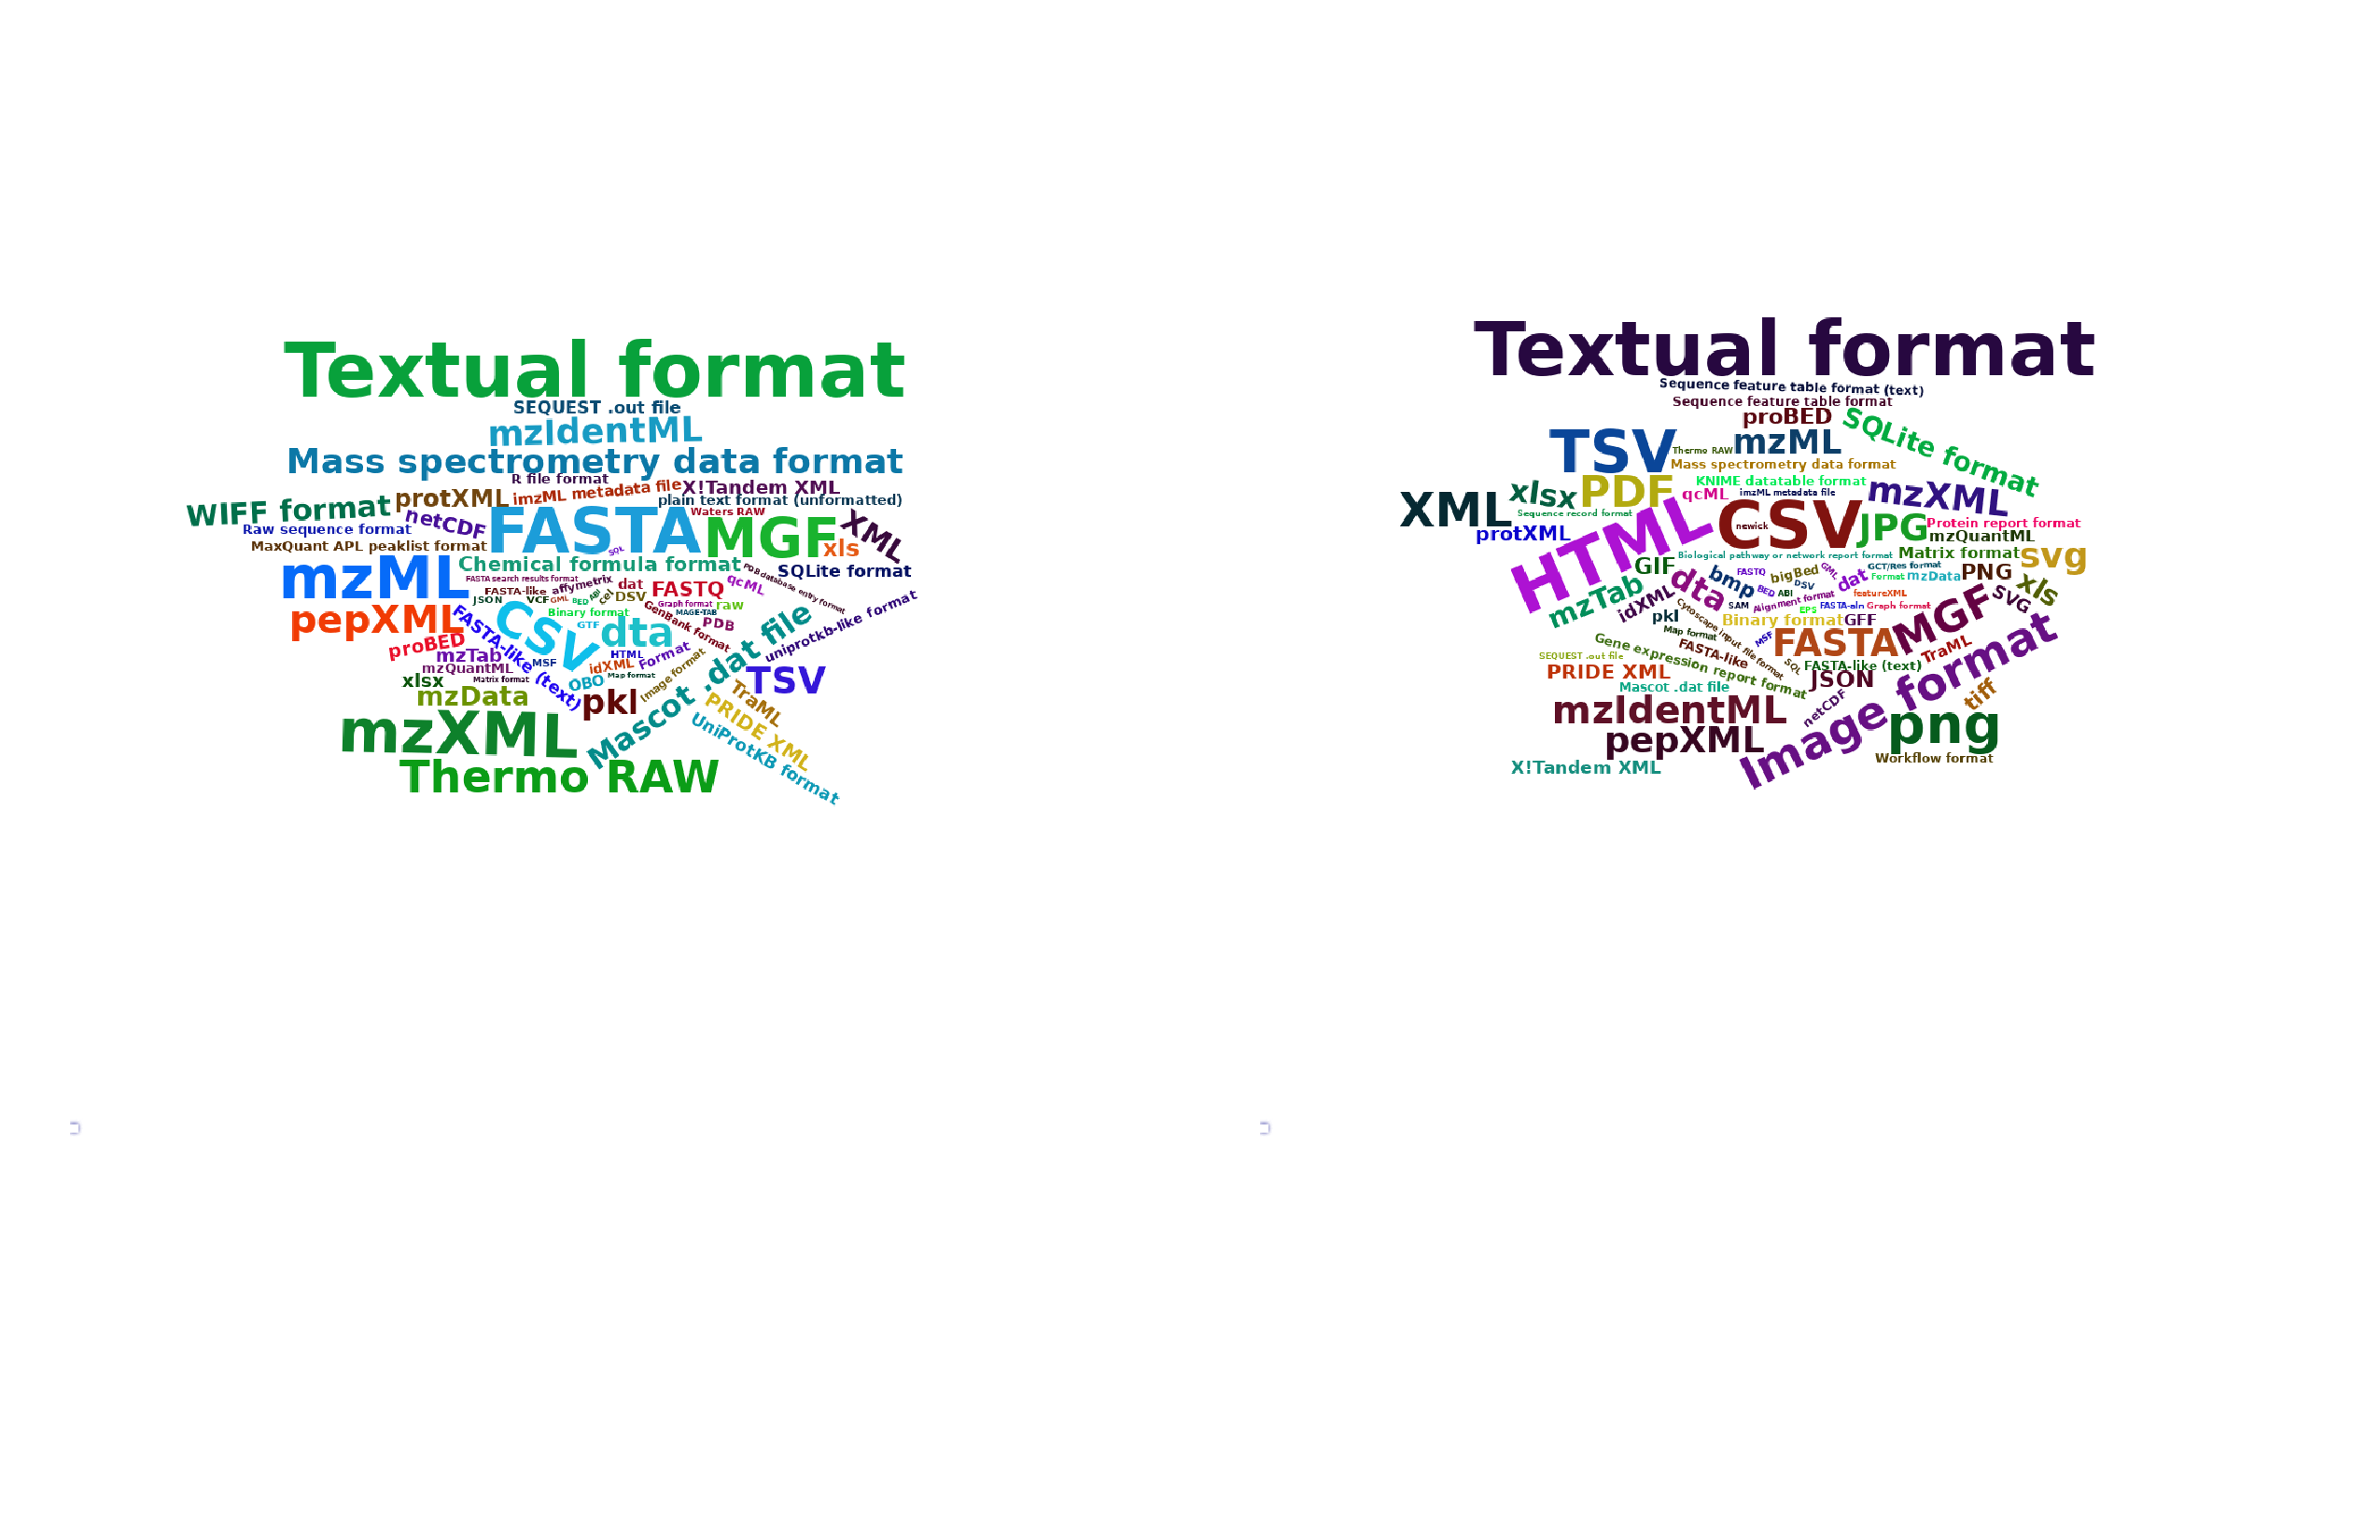 Textual format
SEQUEST .out file
mzIdentML
Mass spectrometry data format
R file format
X!Tandem XML
imzML metadata file
protXML
plain text format (unformatted)
WIFF format
Waters RAW
netCDF
FASTA
MGF
XML
xls
Raw sequence format
MaxQuant APL peaklist format
SQL
Chemical formula format
SQLite format
PDB database entry format
mzML
FASTA search results format
affymetrix
dat
FASTQ
qcML
FASTA-like
cel
ABI
DSV
JSON
VCF
GML
BED
Graph format
raw
MAGE-TAB
GenBank format
uniprotkb-like format
pepXML
FASTA-like (text)
CSV
Binary format
GTF
dta
PDB
Mascot .dat file
proBED
mzTab
MSF
HTML
idXML
Format
mzQuantML
Matrix format
OBO
Map format
Image format
TSV
xlsx
mzData
pkl
TraML
PRIDE XML
UniProtKB format
mzXML
Thermo RAW
Textual format
Sequence feature table format (text)
Sequence feature table format
proBED
SQLite format
TSV
Thermo RAW
mzML
Mass spectrometry data format
KNIME datatable format
XML
xlsx
PDF
qcML
imzML metadata file
mzXML
Sequence record format
HTML
CSV
newick
JPG
Protein report format
protXML
mzQuantML
Biological pathway or network report format
Matrix format
svg
GIF
GCT/Res format
dta
bmp
FASTQ
bigBed
GML
dat
Format
mzData
PNG
xls
mzTab
idXML
BED
DSV
ABI
featureXML
SVG
Cytoscape input file format
SAM
Alignment format
EPS
FASTA-aln
Graph format
pkl
Binary format
GFF
MGF
Map format
MSF
FASTA
TraML
Gene expression report format
FASTA-like
SQL
FASTA-like (text)
SEQUEST .out file
PRIDE XML
JSON
Image format
Mascot .dat file
netCDF
tiff
mzIdentML
png
pepXML
Workflow format
X!Tandem XML